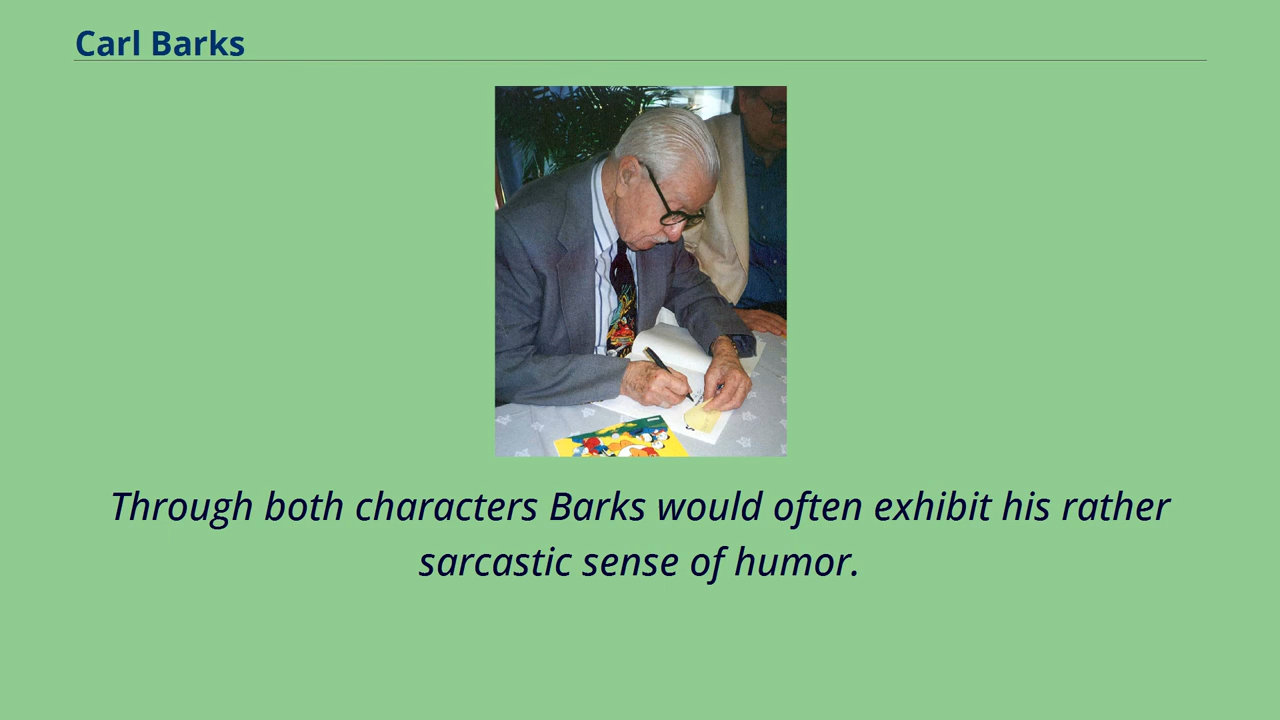 Carl Barks
Through both characters Barks would often exhibit his rather
sarcastic sense of humor.